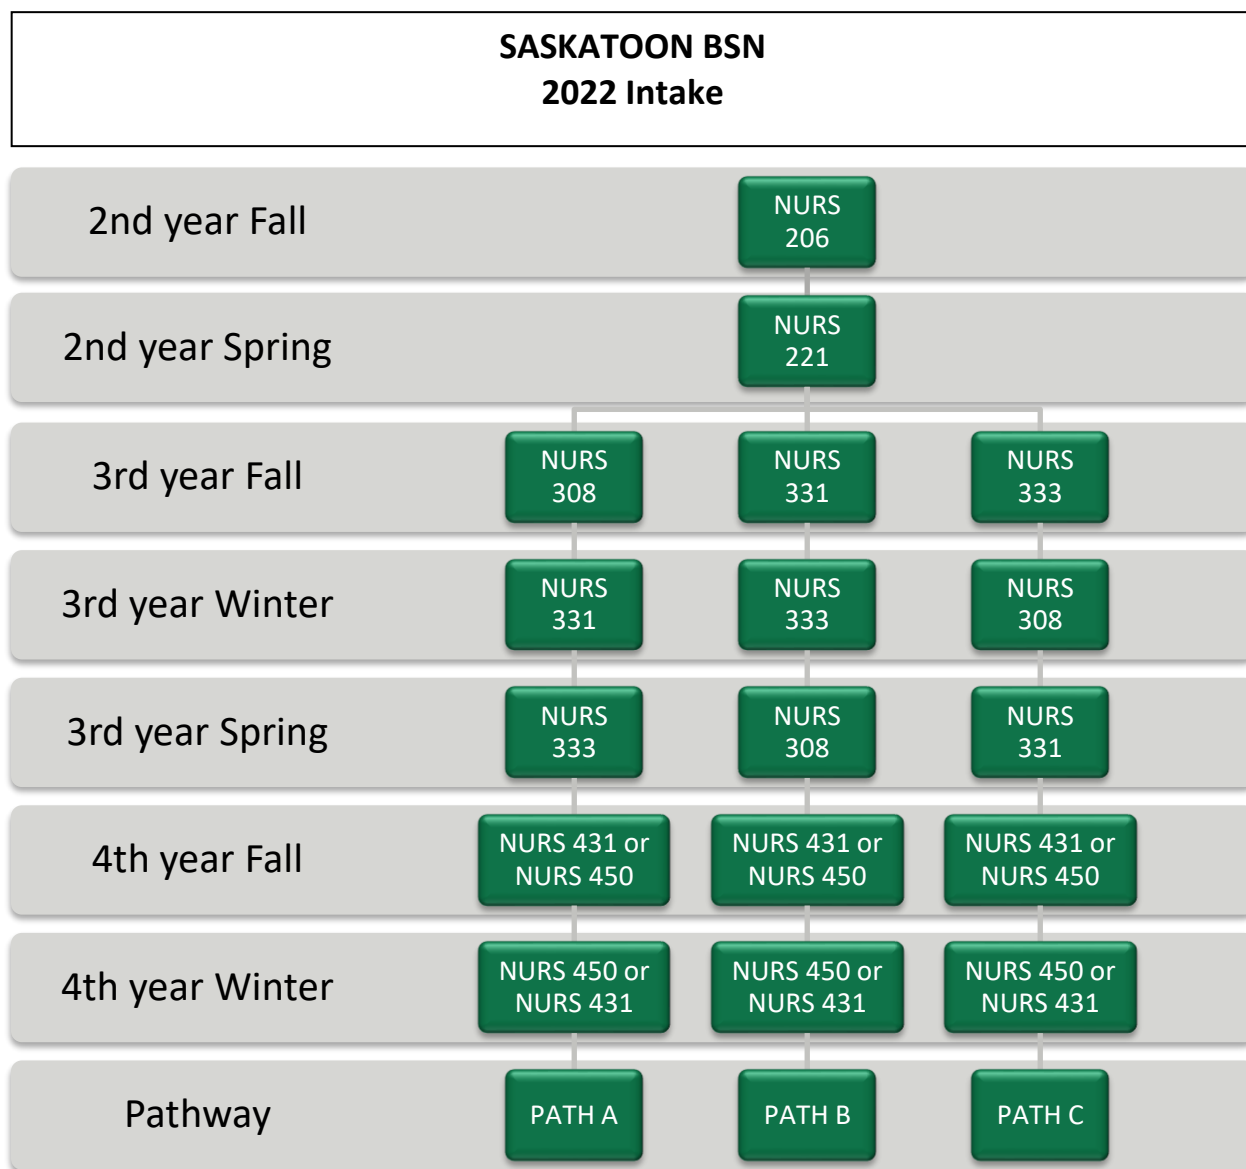 SASKATOON BSN
2022 Intake
2nd year Fall
NURS
206
2nd year Spring
NURS
221
3rd year Fall
NURS
308
NURS
331
NURS
333
3rd year Winter
NURS
331
NURS
333
NURS
308
3rd year Spring
NURS
333
NURS
308
NURS
331
4th year Fall
NURS 431 or
NURS 450
NURS 431 or
NURS 450
NURS 431 or
NURS 450
4th year Winter
NURS 450 or
NURS 431
NURS 450 or
NURS 431
NURS 450 or
NURS 431
Pathway
PATH A
PATH B
PATH C